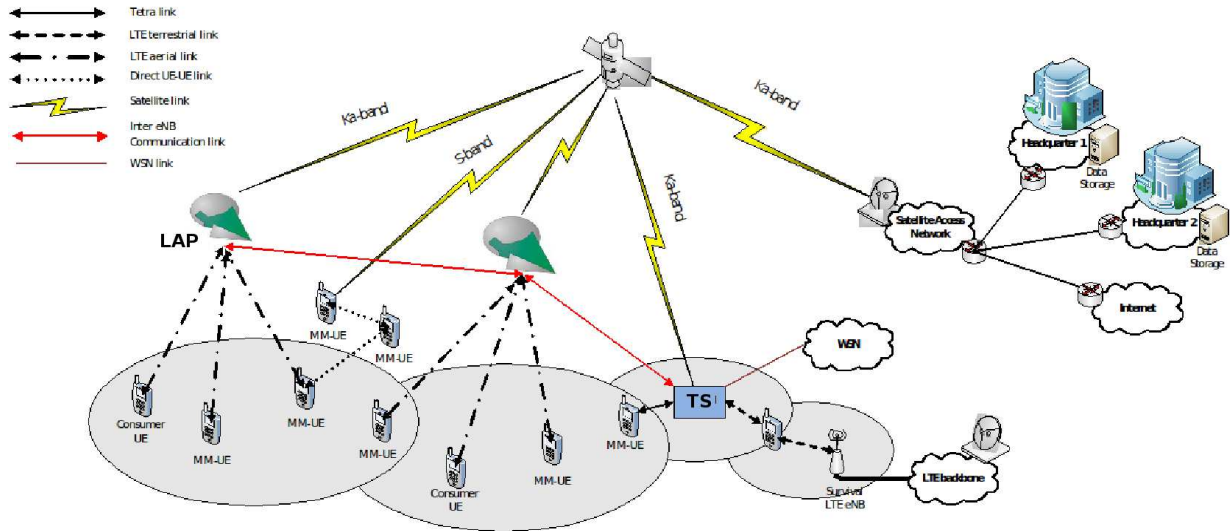 Tetra link
LTE terrestrial link
LTE aerial link
Direct UE-UE link
Satellite link
Inter eNB
Communication link
WSN link
Ka-band
S-band
Ka-band
Ka-band
LAP
Satellite Access
Network
Headquarter 1
Data
Storage
Headquarter 2
Data
Storage
Internet
MM-UE
MM-UE
WSN
TS
Consumer
UE
MM-UE
MM-UE
MM-UE
Consumer
UE
MM-UE
MM-UE
Survival
LTE eNB
LTE backbone